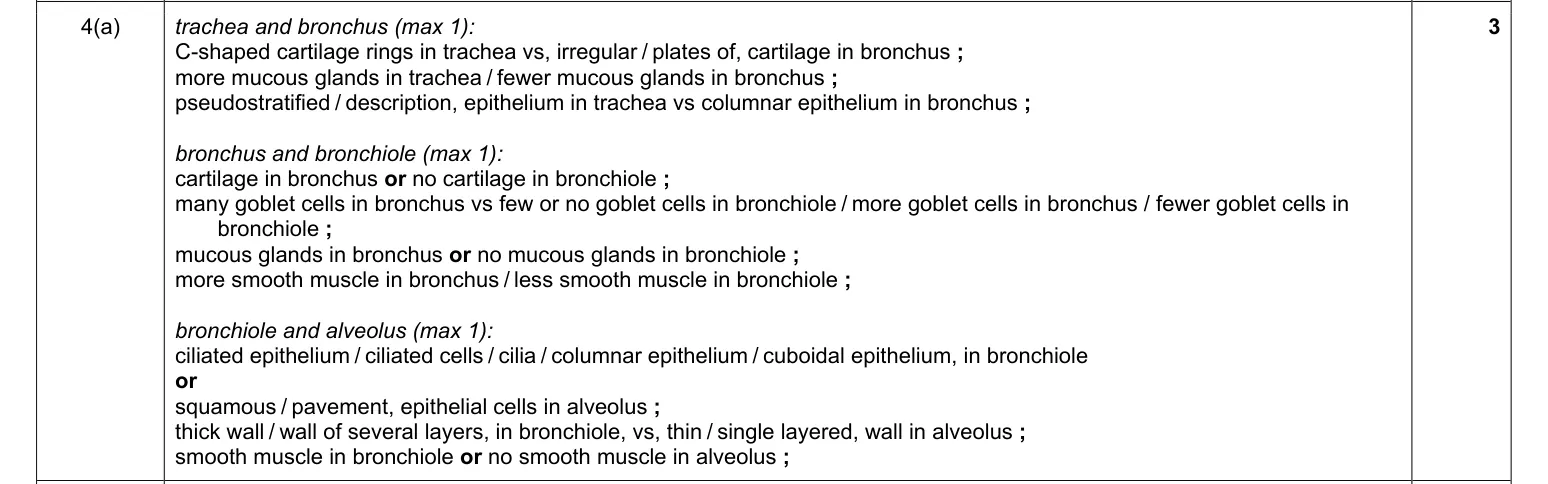 4(a)
trachea and bronchus (max 1):
3
C-shaped cartilage rings in trachea vs, irregular / plates of, cartilage in bronchus ;
more mucous glands in trachea / fewer mucous glands in bronchus ;
pseudostratified / description, epithelium in trachea vs columnar epithelium in bronchus ;
bronchus and bronchiole (max 1):
cartilage in bronchus or no cartilage in bronchiole ;
many goblet cells in bronchus vs few or no goblet cells in bronchiole / more goblet cells in bronchus / fewer goblet cells in
bronchiole ;
mucous glands in bronchus or no mucous glands in bronchiole ;
more smooth muscle in bronchus / less smooth muscle in bronchiole ;
bronchiole and alveolus (max 1):
ciliated epithelium / ciliated cells / cilia / columnar epithelium / cuboidal epithelium, in bronchiole
or
squamous / pavement, epithelial cells in alveolus ;
thick wall / wall of several layers, in bronchiole, vs, thin / single layered, wall in alveolus ;
smooth muscle in bronchiole or no smooth muscle in alveolus ;